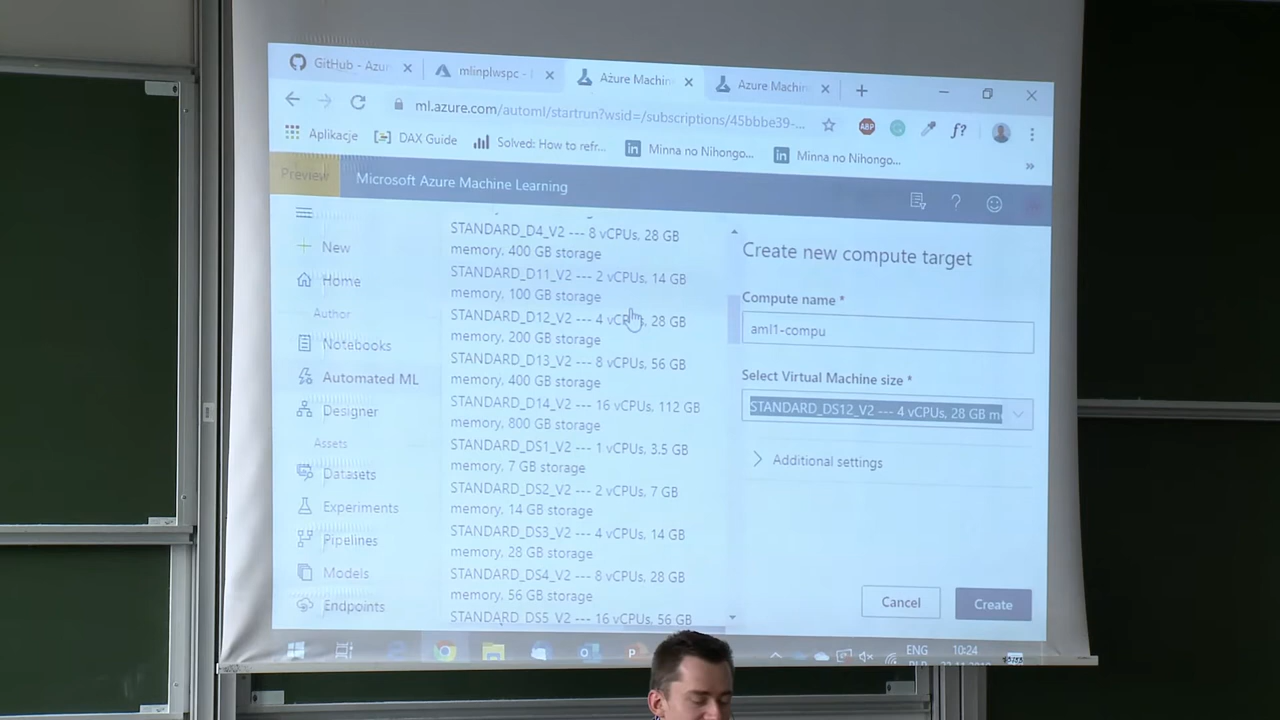 GitHub - Azur
mlinplwspc -
Azure Machin
Azure Machin
ml.azure.com/automl/startrun?wsid=/subscriptions/45bbbe39-...
ABP
f?
Aplikacje
DAX Guide
Solved: How to refr...
Minna no Nihongo...
Minna no Nihongo...
Preview
Microsoft Azure Machine Learning
New
Home
Author
Notebooks
Automated ML
Designer
Assets
Datasets
Experiments
Pipelines
Models
Endpoints
STANDARD_D4_V2 --- 8 vCPUs, 28 GB
memory, 400 GB storage
STANDARD_D11_V2 --- 2 vCPUs, 14 GB
memory, 100 GB storage
STANDARD_D12_V2 --- 4 vCPUs, 28 GB
memory, 200 GB storage
STANDARD_D13_V2 --- 8 vCPUs, 56 GB
memory, 400 GB storage
STANDARD_D14_V2 --- 16 vCPUs, 112 GB
memory, 800 GB storage
STANDARD_DS1_V2 --- 1 vCPUs, 3.5 GB
memory, 7 GB storage
STANDARD_DS2_V2 --- 2 vCPUs, 7 GB
memory, 14 GB storage
STANDARD_DS3_V2 --- 4 vCPUs, 14 GB
memory, 28 GB storage
STANDARD_DS4_V2 --- 8 vCPUs, 28 GB
memory, 56 GB storage
STANDARD_DS5_V2 --- 16 vCPUs, 56 GB
Create new compute target
Compute name *
aml1-compu
Select Virtual Machine size *
STANDARD_DS12_V2 --- 4 vCPUs, 28 GB m
Additional settings
Cancel
Create
ENG
10:24